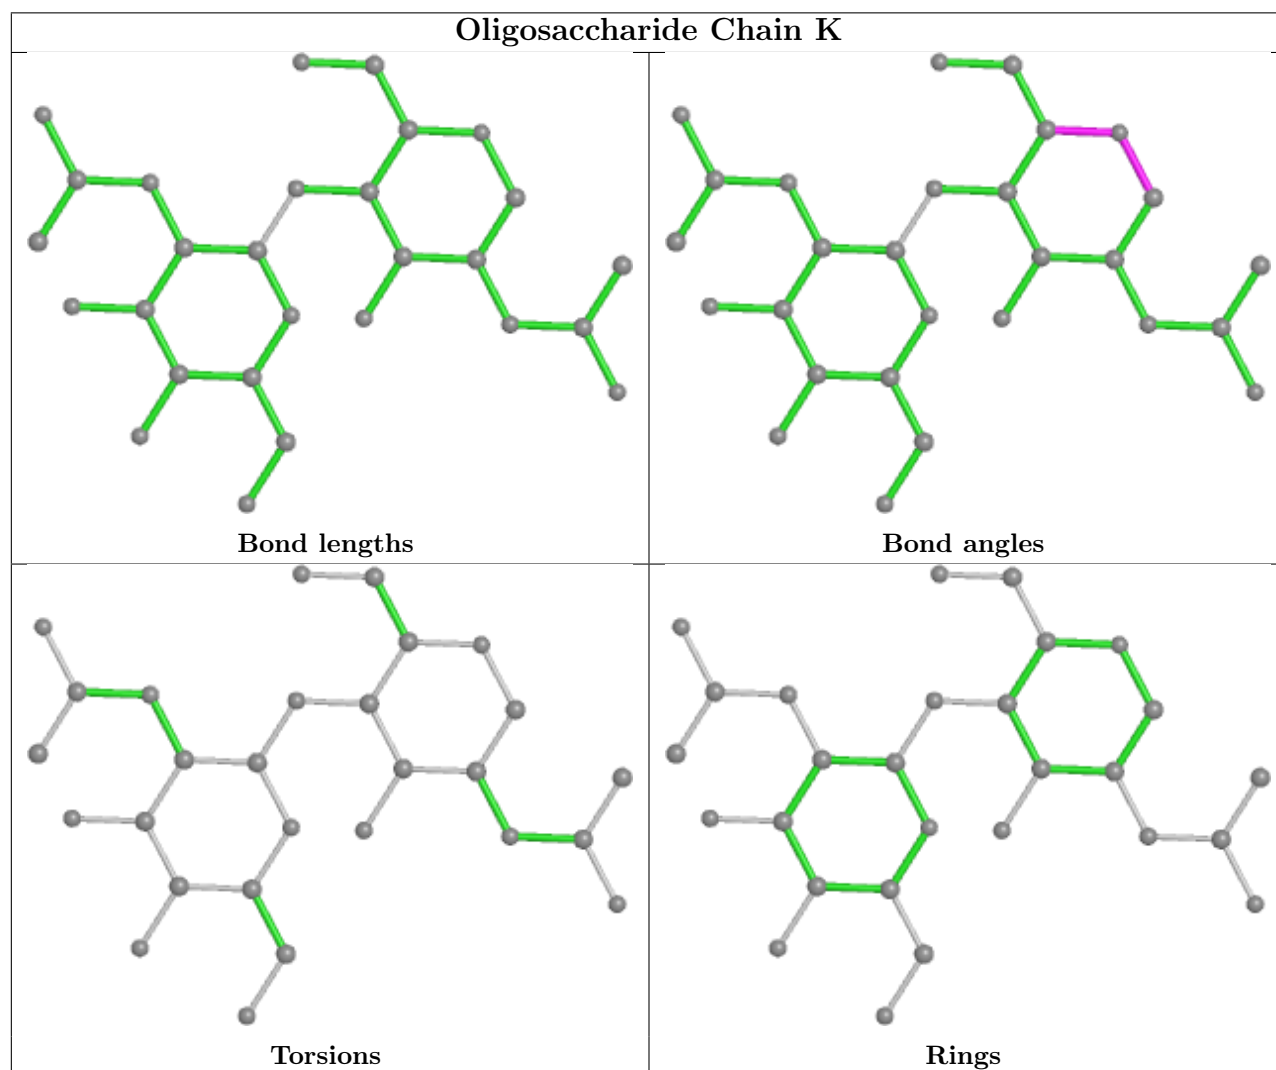 Oligosaccharide Chain K
Bond lengths
Bond angles
Torsions
Rings